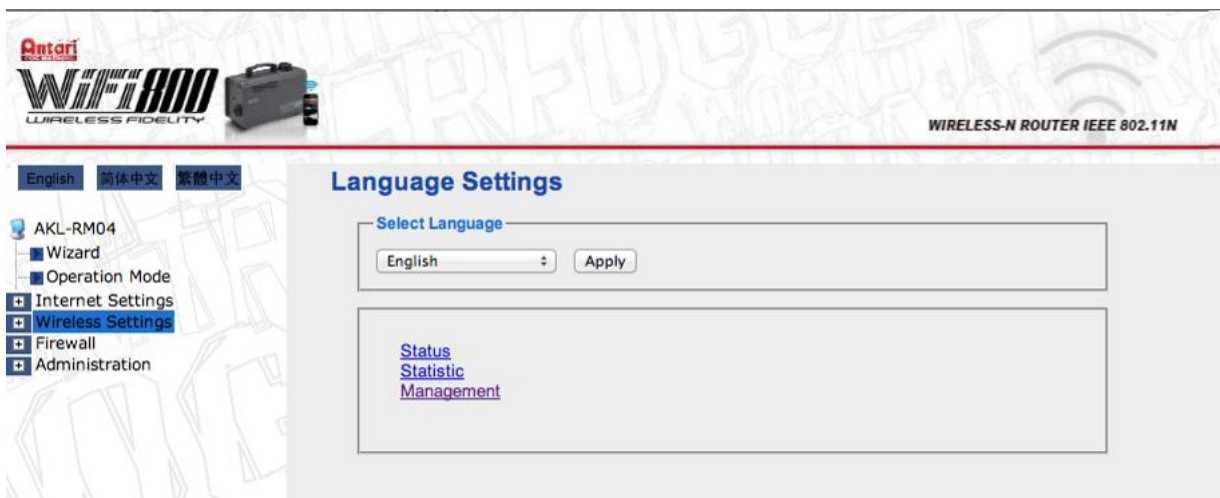 Antari
WiFi800
WIRELESS FIDELITY
WIRELESS-N ROUTER IEEE 802.11N
English 简体中文 繁體中文
Language Settings
Select Language
English Apply
AKL-RM04
Wizard
Operation Mode
Internet Settings
Wireless Settings
Firewall
Administration
Status
Statistic
Management